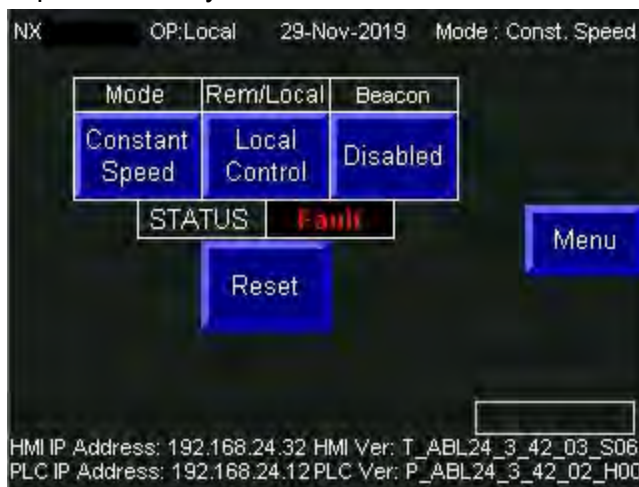 NX OP:Local 29-Nov-2019 Mode : Const. Speed
Mode Rem/Local Beacon
Constant Speed Local Control Disabled
STATUS Fault
Menu
Reset
HMI IP Address: 192.168.24.32 HMI Ver: T_ABL24_3_42_03_S06
PLC IP Address: 192.168.24.12 PLC Ver: P_ABL24_3_42_02_H00